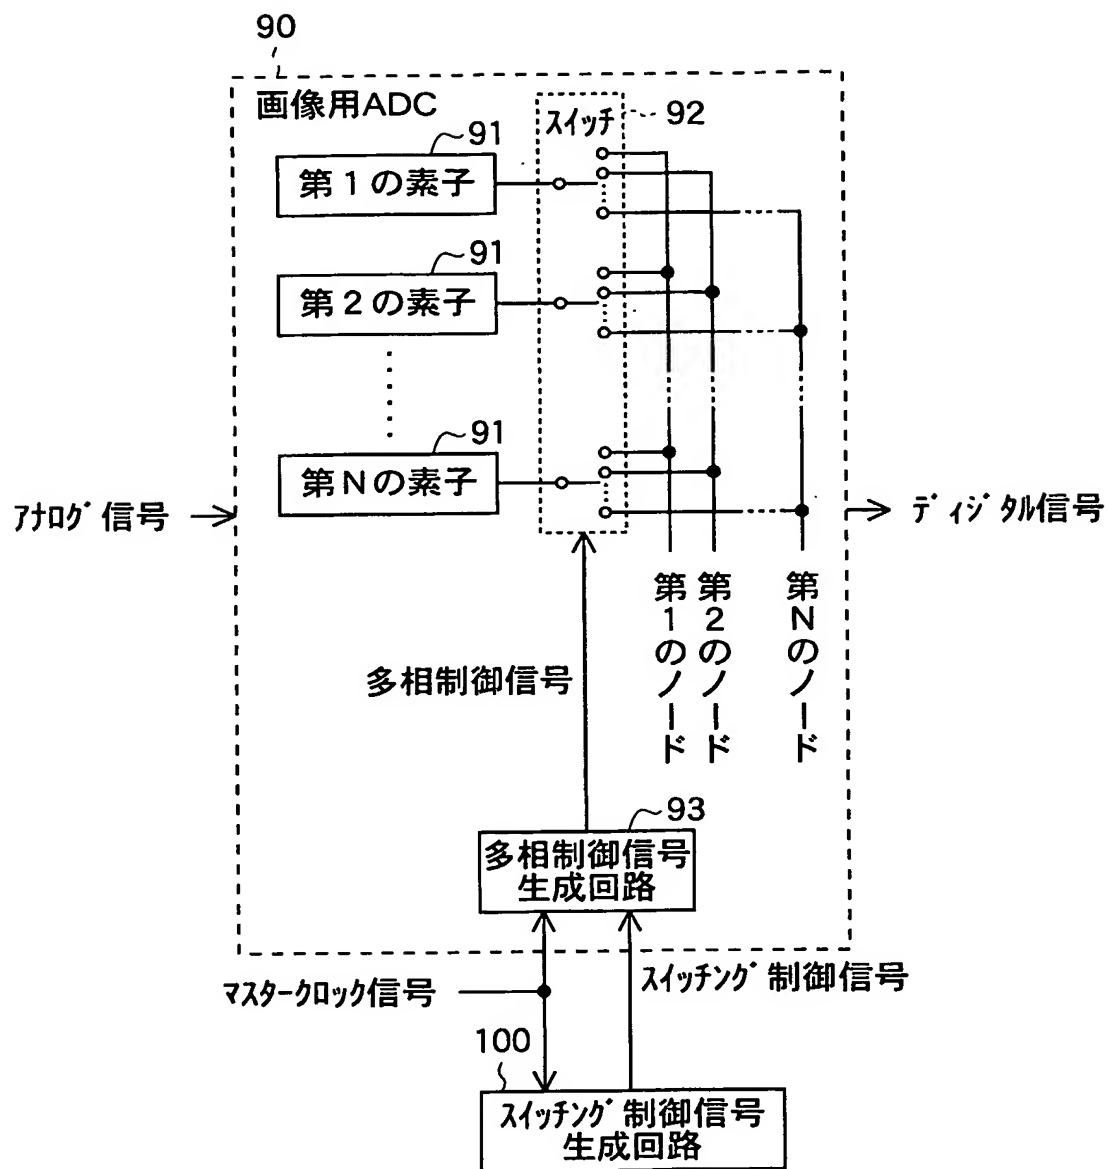 90
画像用ADC
スイッチ
92
91
第1の素子
91
第2の素子
91
第Nの素子
アナログ信号
ディジタル信号
第1のノード
第2のノード
第Nのノード
多相制御信号
93
多相制御信号
生成回路
マスタークロック信号
スイッチング制御信号
100
スイッチング制御信号
生成回路